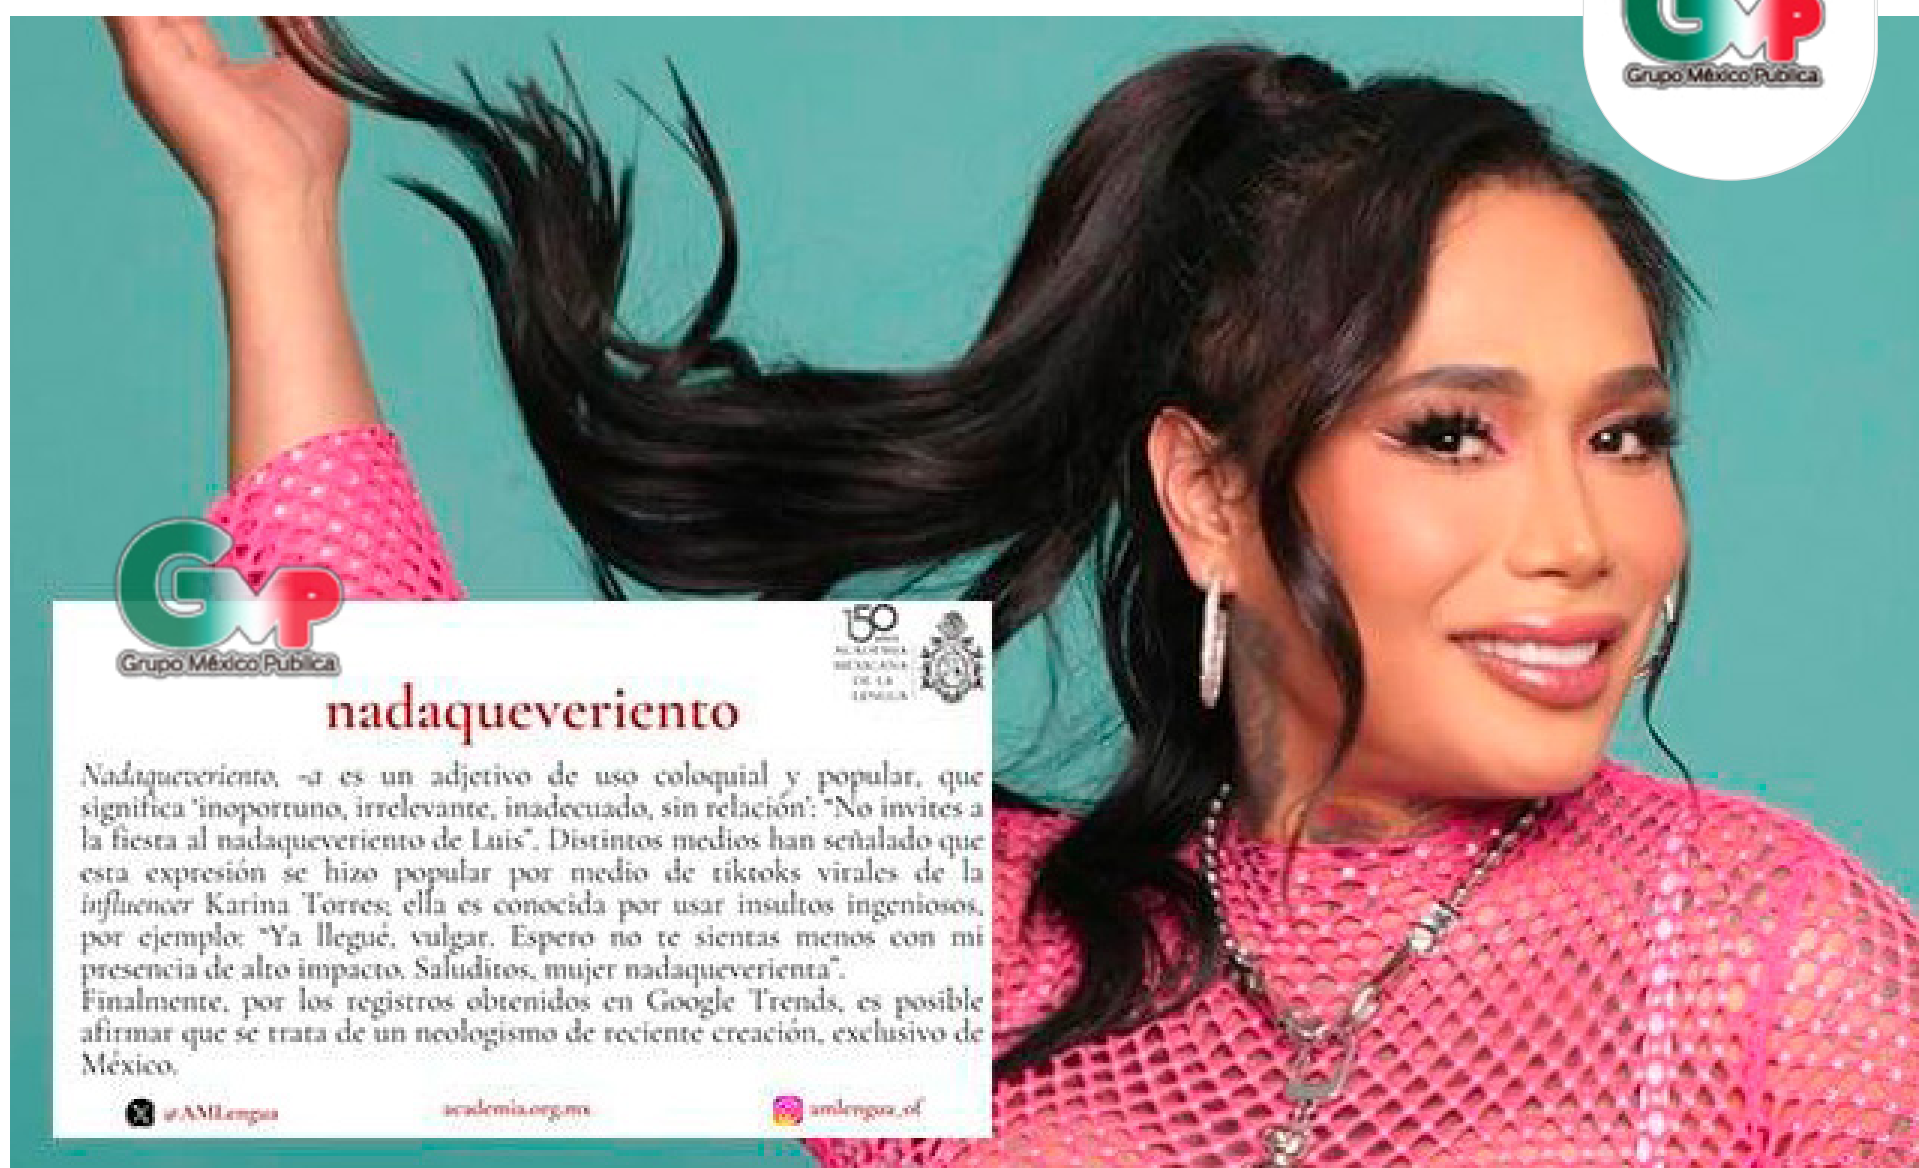 GMP
Grupo México Publica
GMP
Grupo México Publica
150
AÑOS
ACADEMIA
MEXICANA
DE LA
LENGUA
nadaqueveriento
Nadaqueveriento, -a es un adjetivo de uso coloquial y popular, que
significa ‘inoportuno, irrelevante, inadecuado, sin relación’: “No invites a
la fiesta al nadaqueveriento de Luis”. Distintos medios han señalado que
esta expresión se hizo popular por medio de tiktoks virales de la
influencer Karina Torres; ella es conocida por usar insultos ingeniosos,
por ejemplo: “Ya llegué, vulgar. Espero no te sientas menos con mi
presencia de alto impacto. Saluditos, mujer nadaqueverienta”.
Finalmente, por los registros obtenidos en Google Trends, es posible
afirmar que se trata de un neologismo de reciente creación, exclusivo de
México.
@AMLengua
academia.org.mx
amlengua_of